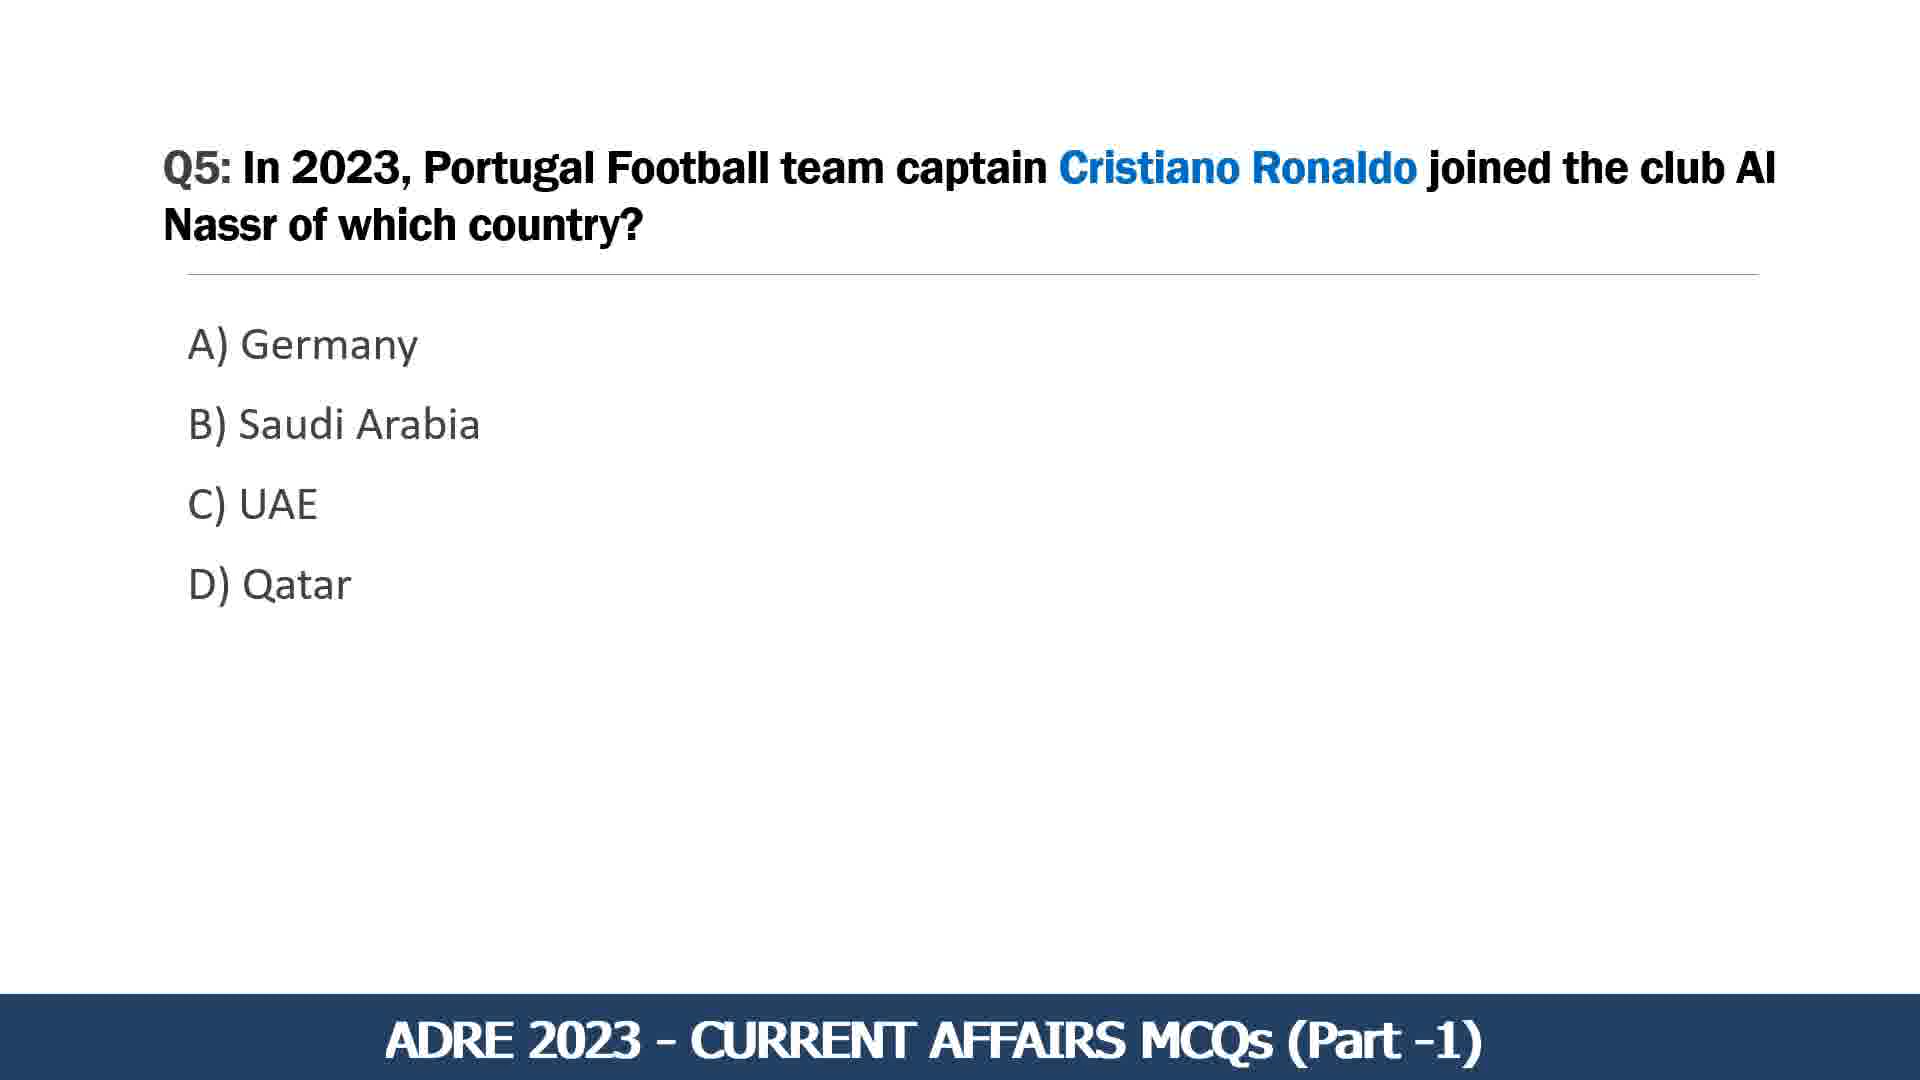 Q5: In 2023, Portugal Football team captain Cristiano Ronaldo joined the club Al
Nassr of which country?
A) Germany
B) Saudi Arabia
C) UAE
D) Qatar
ADRE 2023 - CURRENT AFFAIRS MCQs (Part -1)